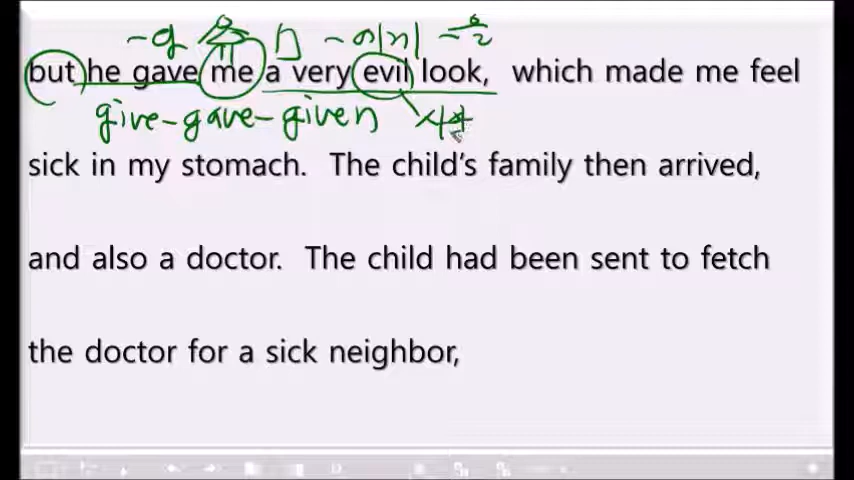 but he gave me a very evil look, which made me feel
give-gave-given
sick in my stomach. The child's family then arrived,
and also a doctor. The child had been sent to fetch
the doctor for a sick neighbor,